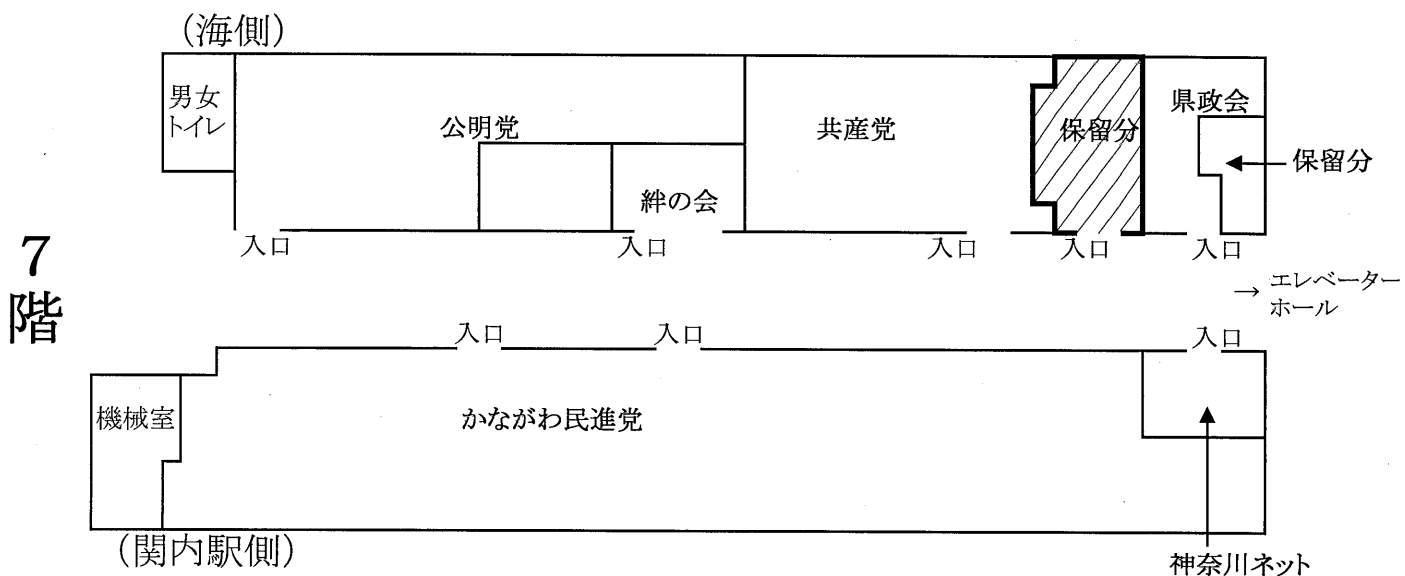 (海側)
男女
トイレ
公明党
絆の会
共産党
保留分
県政会
保留分
入口
入口
入口
入口
入口
7
階
→ エレベーター
ホール
入口
入口
入口
機械室
かながわ民進党
(関内駅側)
神奈川ネット